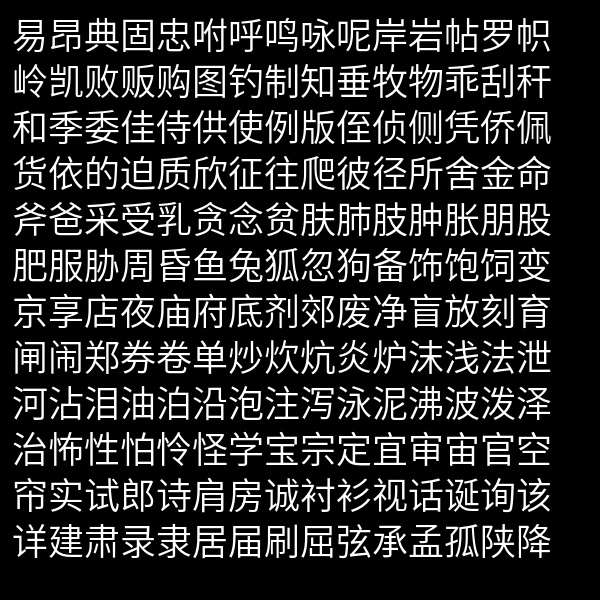 易昂典固忠咐呼鸣咏呢岸岩帖罗帜
岭凯败贩购图钓制知垂牧物乖刮秆
和季委佳侍供使例版侄侦侧凭侨佩
货依的迫质欣征往爬彼径所舍金命
斧爸采受乳贪念贫肤肺肢肿胀朋股
肥服胁周昏鱼兔狐忽狗备饰饱饲变
京享店夜庙府底剂郊废净盲放刻育
闸闹郑券卷单炒炊炕炎炉沫浅法泄
河沾泪油泊沿泡注泻泳泥沸波泼泽
治怖性怕怜怪学宝宗定宜审宙官空
帘实试郎诗肩房诚衬衫视话诞询该
详建肃录隶居届刷屈弦承孟孤陕降